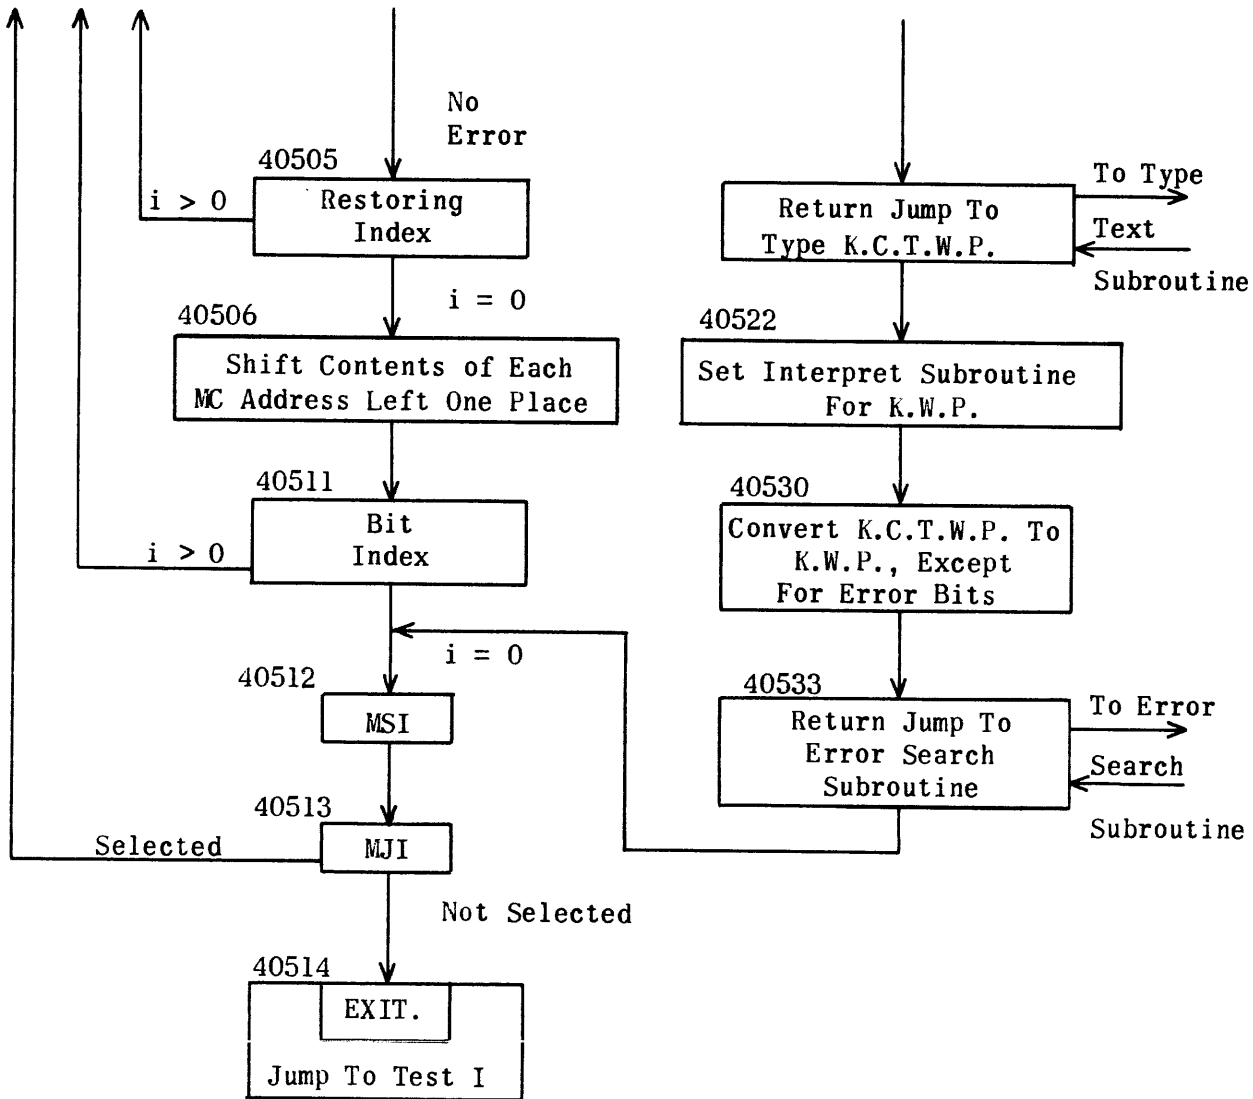 No
Error
40505
i > 0
Restoring
Index
i = 0
40506
Shift Contents of Each
MC Address Left One Place
40511
i > 0
Bit
Index
i = 0
40512
MSI
40513
Selected
MJI
Not Selected
40514
EXIT.
Jump To Test I
Return Jump To
Type K.C.T.W.P.
To Type
Text
Subroutine
40522
Set Interpret Subroutine
For K.W.P.
40530
Convert K.C.T.W.P. To
K.W.P., Except
For Error Bits
40533
Return Jump To
Error Search
Subroutine
To Error
Search
Subroutine